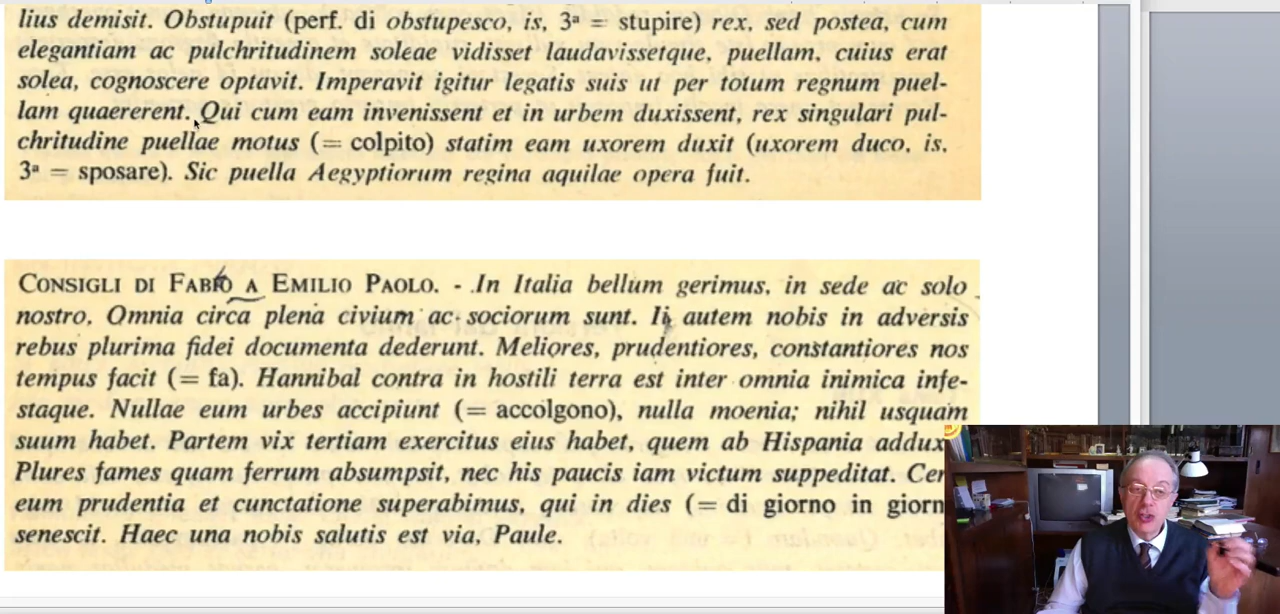 lius demisit. Obstupuit (perf. di obstupesco, is, 3ª = stupire) rex, sed postea, cum
elegantiam ac pulchritudinem soleae vidisset laudavissetque, puellam, cuius erat
solea, cognoscere optavit. Imperavit igitur legatis suis ut per totum regnum puel-
lam quaererent. Qui cum eam invenissent et in urbem duxissent, rex singulari pul-
chritudine puellae motus (= colpito) statim eam uxorem duxit (uxorem duco, is,
3ª = sposare). Sic puella Aegyptiorum regina aquilae opera fuit.
CONSIGLI DI FABIO A EMILIO PAOLO. - In Italia bellum gerimus, in sede ac solo
nostro. Omnia circa plena civium ac sociorum sunt. Ii autem nobis in adversis
rebus plurima fidei documenta dederunt. Meliores, prudentiores, constantiores nos
tempus facit (= fa). Hannibal contra in hostili terra est inter omnia inimica infe-
staque. Nullae eum urbes accipiunt (= accolgono), nulla moenia; nihil usquam
suum habet. Partem vix tertiam exercitus eius habet, quem ab Hispania addux
Plures fames quam ferrum absumpsit, nec his paucis iam victum suppeditat. Cer
eum prudentia et cunctatione superabimus, qui in dies (= di giorno in giorn
senescit. Haec una nobis salutis est via, Paule.